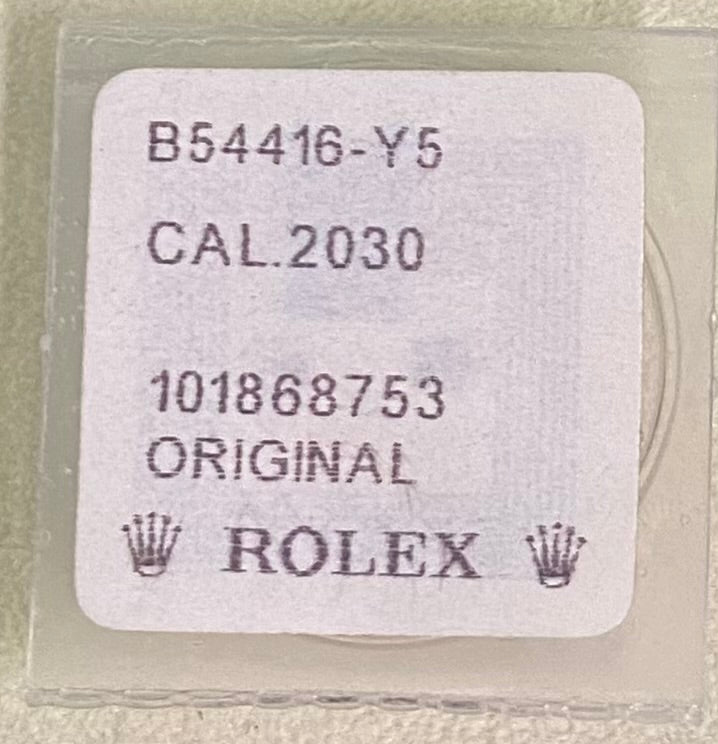 B54416-Y5
CAL.2030
101868753
ORIGINAL
ROLEX